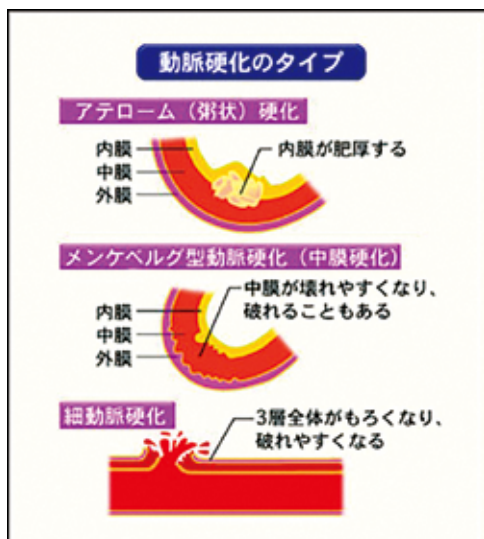 動脈硬化のタイプ
アテローム（粥状）硬化
内膜
中膜
外膜
内膜が肥厚する
メンケベルグ型動脈硬化（中膜硬化）
内膜
中膜
外膜
中膜が壊れやすくなり、
破れることもある
細動脈硬化
3層全体がもろくなり、
破れやすくなる